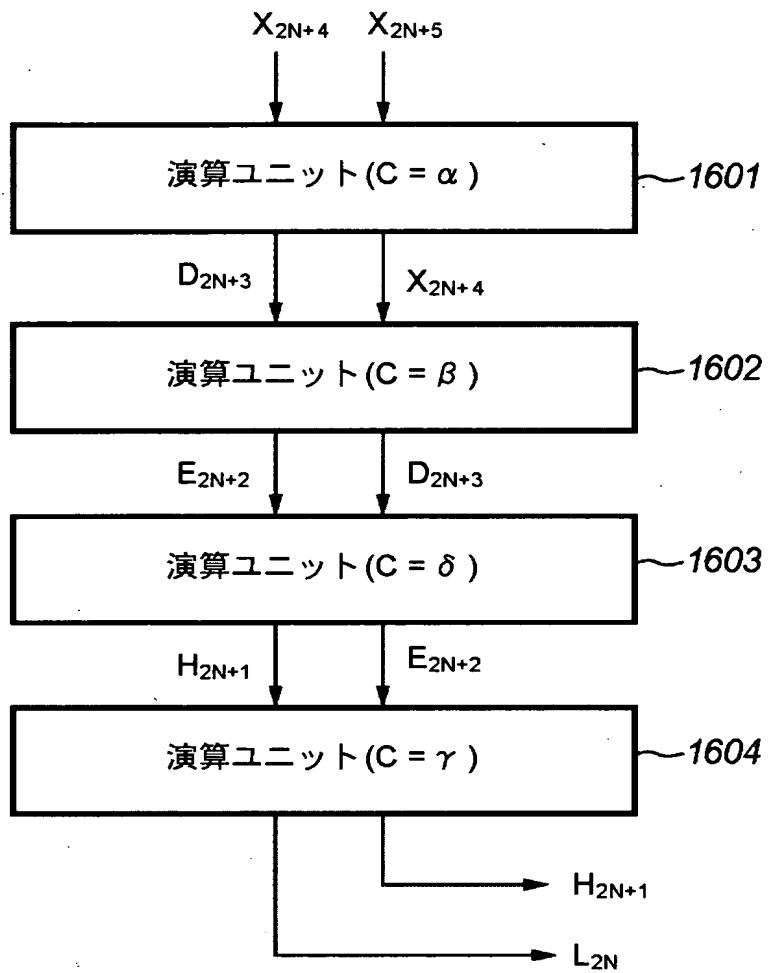 X2N+4 X2N+5
演算ユニット(C = α)
1601
D2N+3 X2N+4
演算ユニット(C = β)
1602
E2N+2 D2N+3
演算ユニット(C = δ)
1603
H2N+1 E2N+2
演算ユニット(C = γ)
1604
H2N+1
L2N